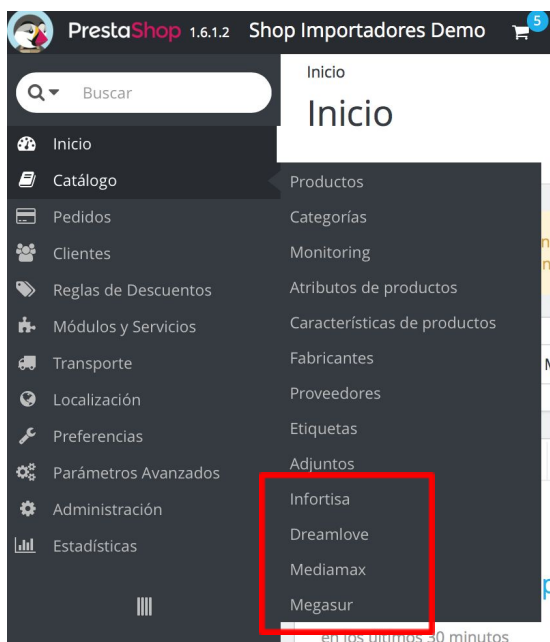 PrestaShop 1.6.1.2 Shop Importadores Demo 5
Buscar
Inicio
Catálogo
Pedidos
Clientes
Reglas de Descuentos
Módulos y Servicios
Transporte
Localización
Preferencias
Parámetros Avanzados
Administración
Estadísticas
Inicio
Inicio
Productos
Categorías
Monitoring
Atributos de productos
Características de productos
Fabricantes
Proveedores
Etiquetas
Adjuntos
Infortisa
Dreamlove
Mediamax
Megasur
en los últimos 30 minutos